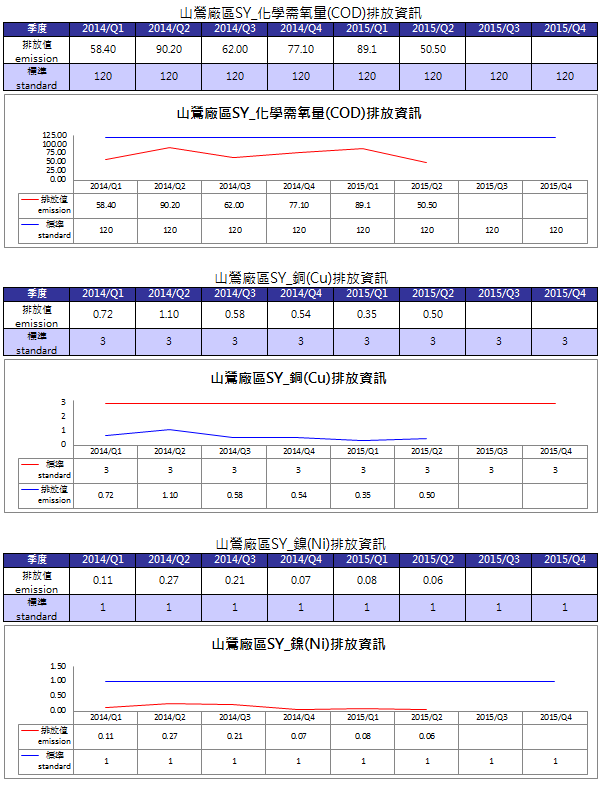 山鶯廠區SY_化學需氧量(COD)排放資訊
季度 2014/Q1 2014/Q2 2014/Q3 2014/Q4 2015/Q1 2015/Q2 2015/Q3 2015/Q4
排放值
emission 58.40 90.20 62.00 77.10 89.1 50.50
標準
standard 120 120 120 120 120 120 120 120
山鶯廠區SY_化學需氧量(COD)排放資訊
125.00
100.00
75.00
50.00
25.00
0.00
2014/Q1 2014/Q2 2014/Q3 2014/Q4 2015/Q1 2015/Q2 2015/Q3 2015/Q4
排放值
emission 58.40 90.20 62.00 77.10 89.1 50.50
標準
standard 120 120 120 120 120 120 120 120
山鶯廠區SY_銅(Cu)排放資訊
季度 2014/Q1 2014/Q2 2014/Q3 2014/Q4 2015/Q1 2015/Q2 2015/Q3 2015/Q4
排放值
emission 0.72 1.10 0.58 0.54 0.35 0.50
標準
standard 3 3 3 3 3 3 3 3
山鶯廠區SY_銅(Cu)排放資訊
3
2
1
0
2014/Q1 2014/Q2 2014/Q3 2014/Q4 2015/Q1 2015/Q2 2015/Q3 2015/Q4
標準
standard 3 3 3 3 3 3 3 3
排放值
emission 0.72 1.10 0.58 0.54 0.35 0.50
山鶯廠區SY_鎳(Ni)排放資訊
季度 2014/Q1 2014/Q2 2014/Q3 2014/Q4 2015/Q1 2015/Q2 2015/Q3 2015/Q4
排放值
emission 0.11 0.27 0.21 0.07 0.08 0.06
標準
standard 1 1 1 1 1 1 1 1
山鶯廠區SY_鎳(Ni)排放資訊
1.50
1.00
0.50
0.00
2014/Q1 2014/Q2 2014/Q3 2014/Q4 2015/Q1 2015/Q2 2015/Q3 2015/Q4
排放值
emission 0.11 0.27 0.21 0.07 0.08 0.06
標準
standard 1 1 1 1 1 1 1 1